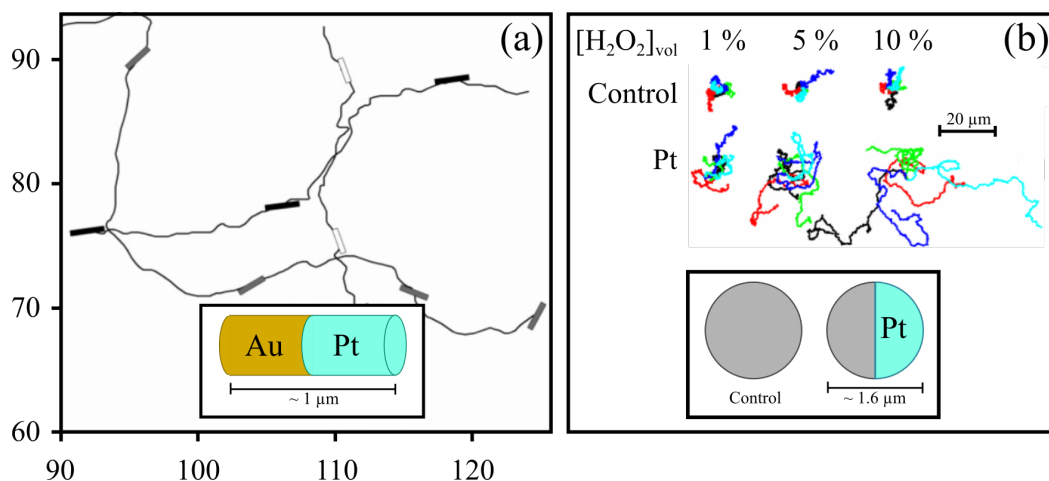 (a)
90
80
70
60
90 100 110 120
Au Pt
~ 1 µm
(b)
[H₂O₂]vol 1 % 5 % 10 %
Control
20 µm
Pt
Pt
Control
~ 1.6 µm